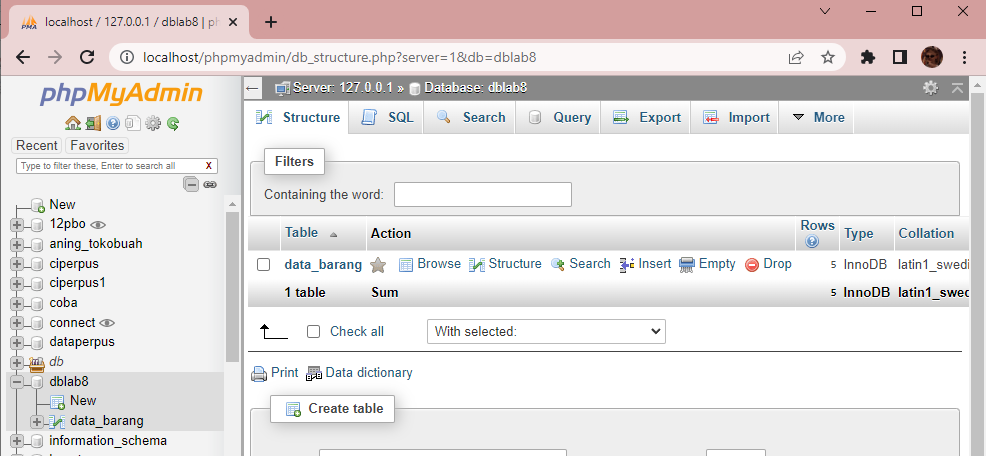 localhost / 127.0.0.1 / dblab8 | p
localhost/phpmyadmin/db_structure.php?server=1&db=dblab8
phpMyAdmin
Recent Favorites
Type to filter these, Enter to search all X
New
12pbo
aning_tokobuah
ciperpus
ciperpus1
coba
connect
dataperpus
db
dblab8
New
data_barang
information_schema
Server: 127.0.0.1 » Database: dblab8
Structure SQL Search Query Export Import More
Filters
Containing the word:
Table Action Rows Type Collation
data_barang Browse Structure Search Insert Empty Drop 5 InnoDB latin1_swedi
1 table Sum 5 InnoDB latin1_swe
Check all With selected:
Print Data dictionary
Create table